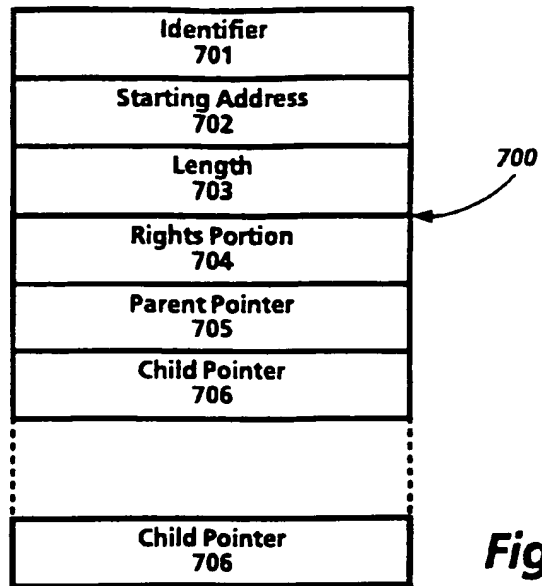 Identifier
701
Starting Address
702
Length
703
700
Rights Portion
704
Parent Pointer
705
Child Pointer
706
Child Pointer
706
Fig